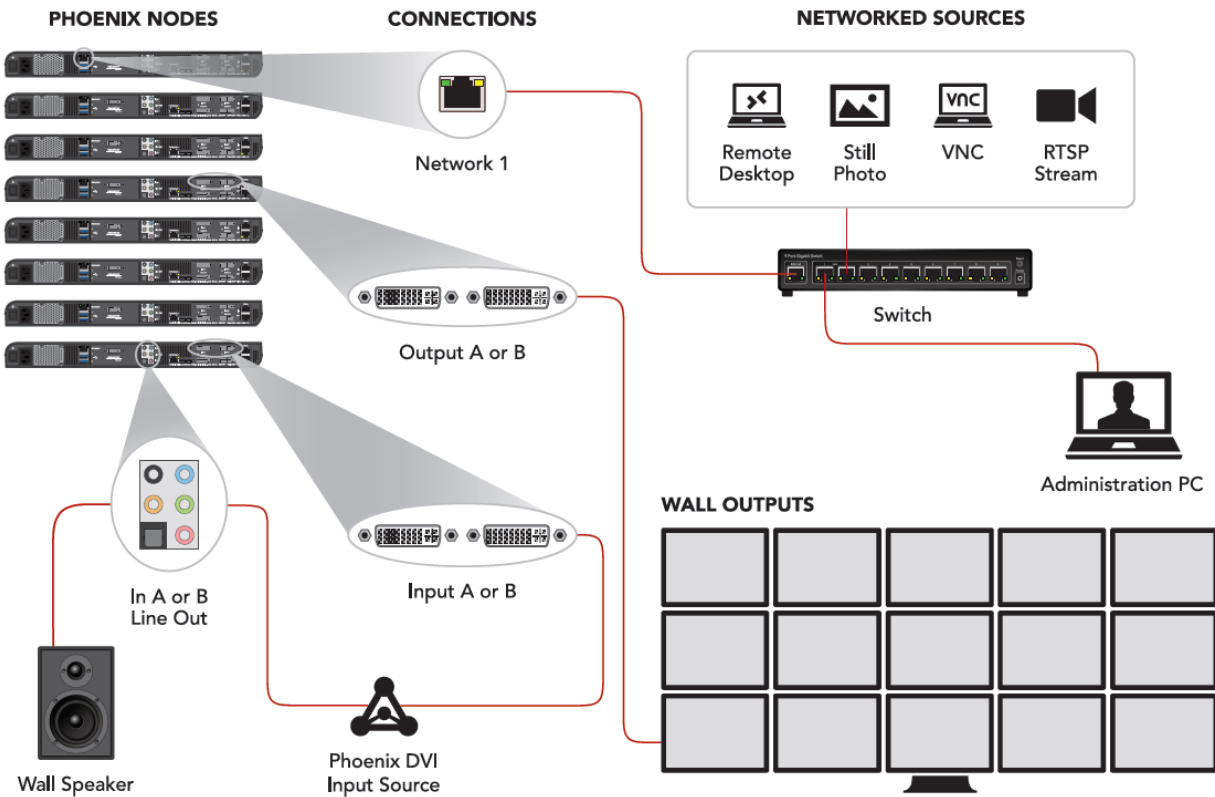 PHOENIX NODES
CONNECTIONS
NETWORKED SOURCES
Network 1
Remote
Desktop
Still
Photo
VNC
VNC
RTSP
Stream
Switch
Output A or B
Administration PC
WALL OUTPUTS
Input A or B
In A or B
Line Out
Wall Speaker
Phoenix DVI
Input Source